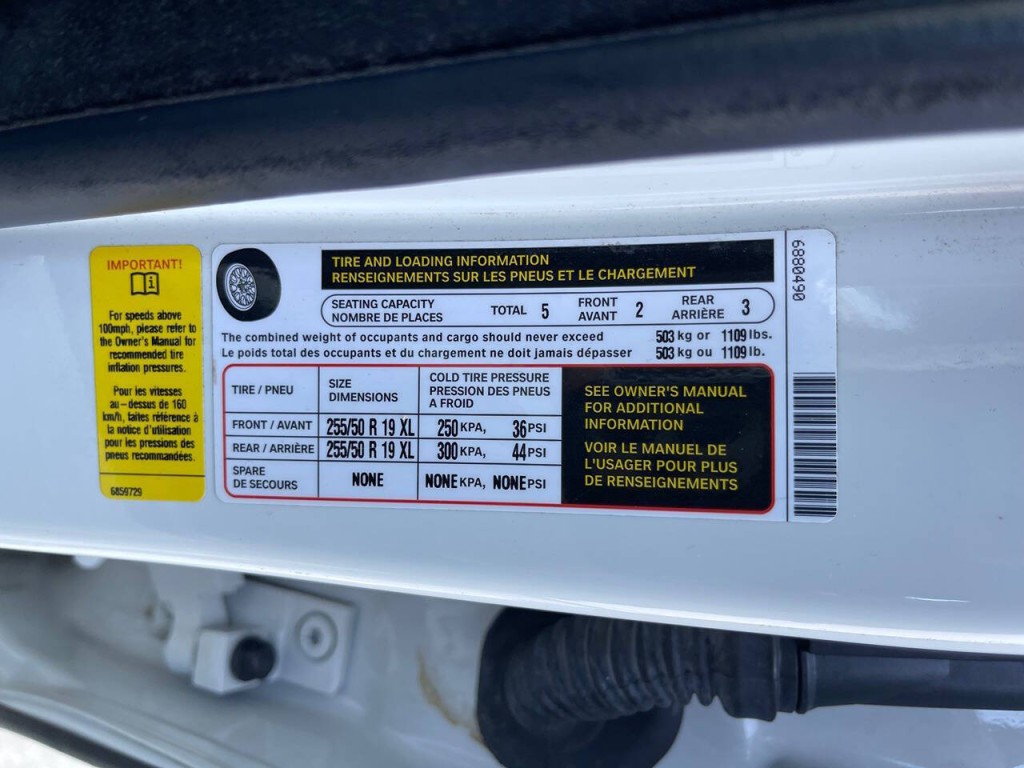 IMPORTANT!
For speeds above
100mph, please refer to
the Owner's Manual for
recommended tire
inflation pressures.
Pour les vitesses
au-dessus de 160
km/h, faites référence à
la notice d'utilisation
pour les pressions des
pneus recommandées.
6859729
TIRE AND LOADING INFORMATION
RENSEIGNEMENTS SUR LES PNEUS ET LE CHARGEMENT
SEATING CAPACITY
NOMBRE DE PLACES
TOTAL 5
FRONT
AVANT 2
REAR
ARRIÈRE 3
The combined weight of occupants and cargo should never exceed 503 kg or 1109 lbs.
Le poids total des occupants et du chargement ne doit jamais dépasser 503 kg ou 1109 lb.
TIRE / PNEU
SIZE
DIMENSIONS
COLD TIRE PRESSURE
PRESSION DES PNEUS
A FROID
FRONT / AVANT 255/50 R 19 XL 250 KPA, 36 PSI
REAR / ARRIÈRE 255/50 R 19 XL 300 KPA, 44 PSI
SPARE
DE SECOURS
NONE NONE KPA, NONE PSI
SEE OWNER'S MANUAL
FOR ADDITIONAL
INFORMATION
VOIR LE MANUEL DE
L'USAGER POUR PLUS
DE RENSEIGNEMENTS
6880490